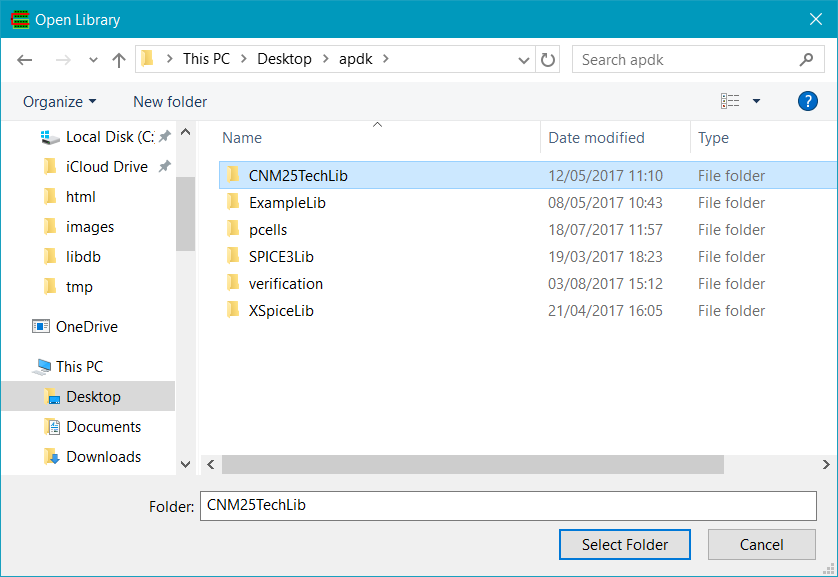 Open Library
This PC > Desktop > apdk >
Search apdk
Organize New folder
?
Name Date modified Type
Local Disk (C:
iCloud Drive
html
images
libdb
tmp
OneDrive
This PC
Desktop
Documents
Downloads
CNM25TechLib 12/05/2017 11:10 File folder
ExampleLib 08/05/2017 10:43 File folder
pcells 18/07/2017 11:57 File folder
SPICE3Lib 19/03/2017 18:23 File folder
verification 03/08/2017 15:12 File folder
XSpiceLib 21/04/2017 16:05 File folder
Folder: CNM25TechLib
Select Folder Cancel